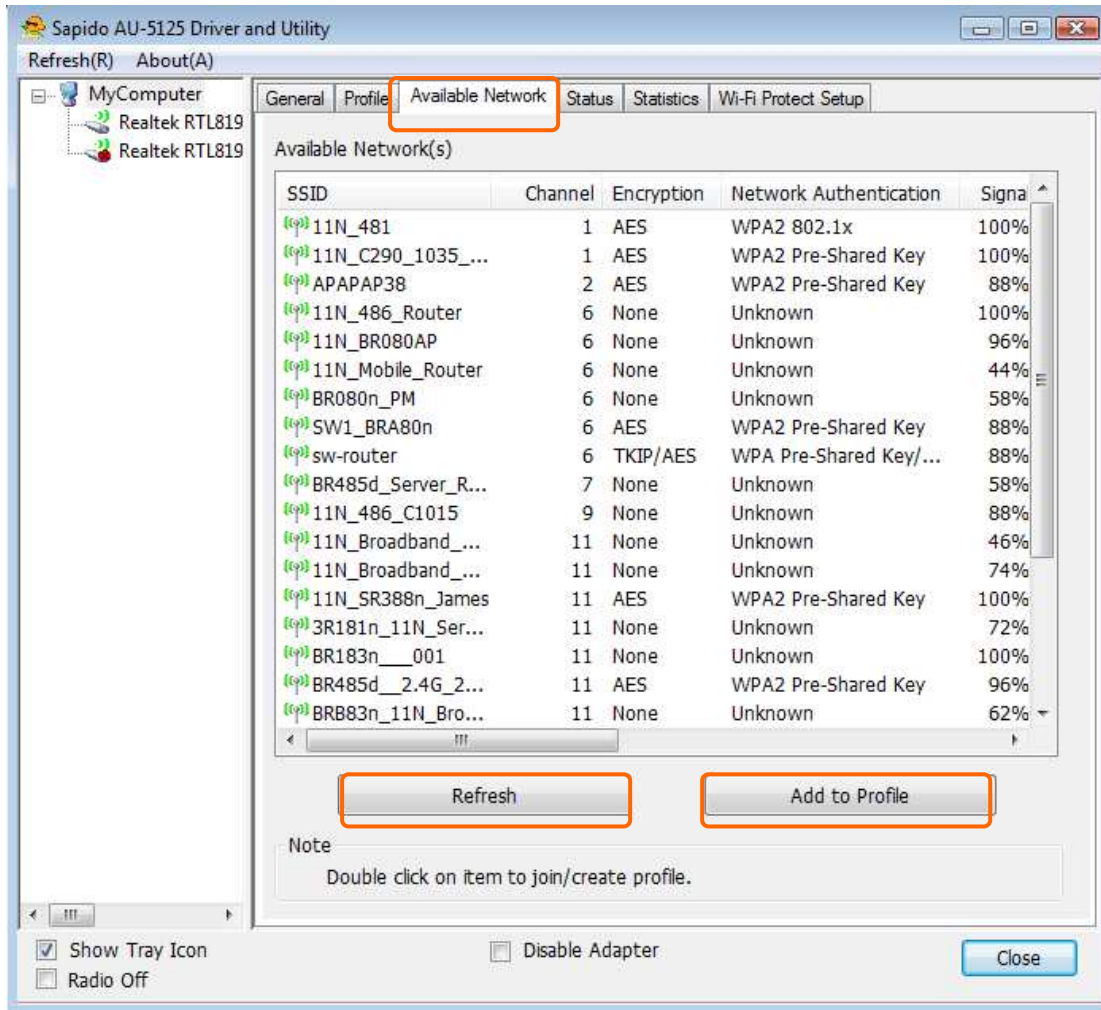 Sapido AU-5125 Driver and Utility
Refresh(R) About(A)
MyComputer
Realtek RTL819
Realtek RTL819
General Profile Available Network Status Statistics Wi-Fi Protect Setup
Available Network(s)
SSID Channel Encryption Network Authentication Signal
11N_481 1 AES WPA2 802.1x 100%
11N_C290_1035_... 1 AES WPA2 Pre-Shared Key 100%
APAPAP38 2 AES WPA2 Pre-Shared Key 88%
11N_486_Router 6 None Unknown 100%
11N_BR080AP 6 None Unknown 96%
11N_Mobile_Router 6 None Unknown 44%
BR080n_PM 6 None Unknown 58%
SW1_BRA80n 6 AES WPA2 Pre-Shared Key 88%
sw-router 6 TKIP/AES WPA Pre-Shared Key/... 88%
BR485d_Server_R... 7 None Unknown 58%
11N_486_C1015 9 None Unknown 88%
11N_Broadband_... 11 None Unknown 46%
11N_Broadband_... 11 None Unknown 74%
11N_SR388n_James 11 AES WPA2 Pre-Shared Key 100%
3R181n_11N_Ser... 11 None Unknown 72%
BR183n___001 11 None Unknown 100%
BR485d__2.4G_2... 11 AES WPA2 Pre-Shared Key 96%
BRB83n_11N_Bro... 11 None Unknown 62%
Refresh Add to Profile
Note
Double click on item to join/create profile.
Show Tray Icon Disable Adapter
Radio Off
Close